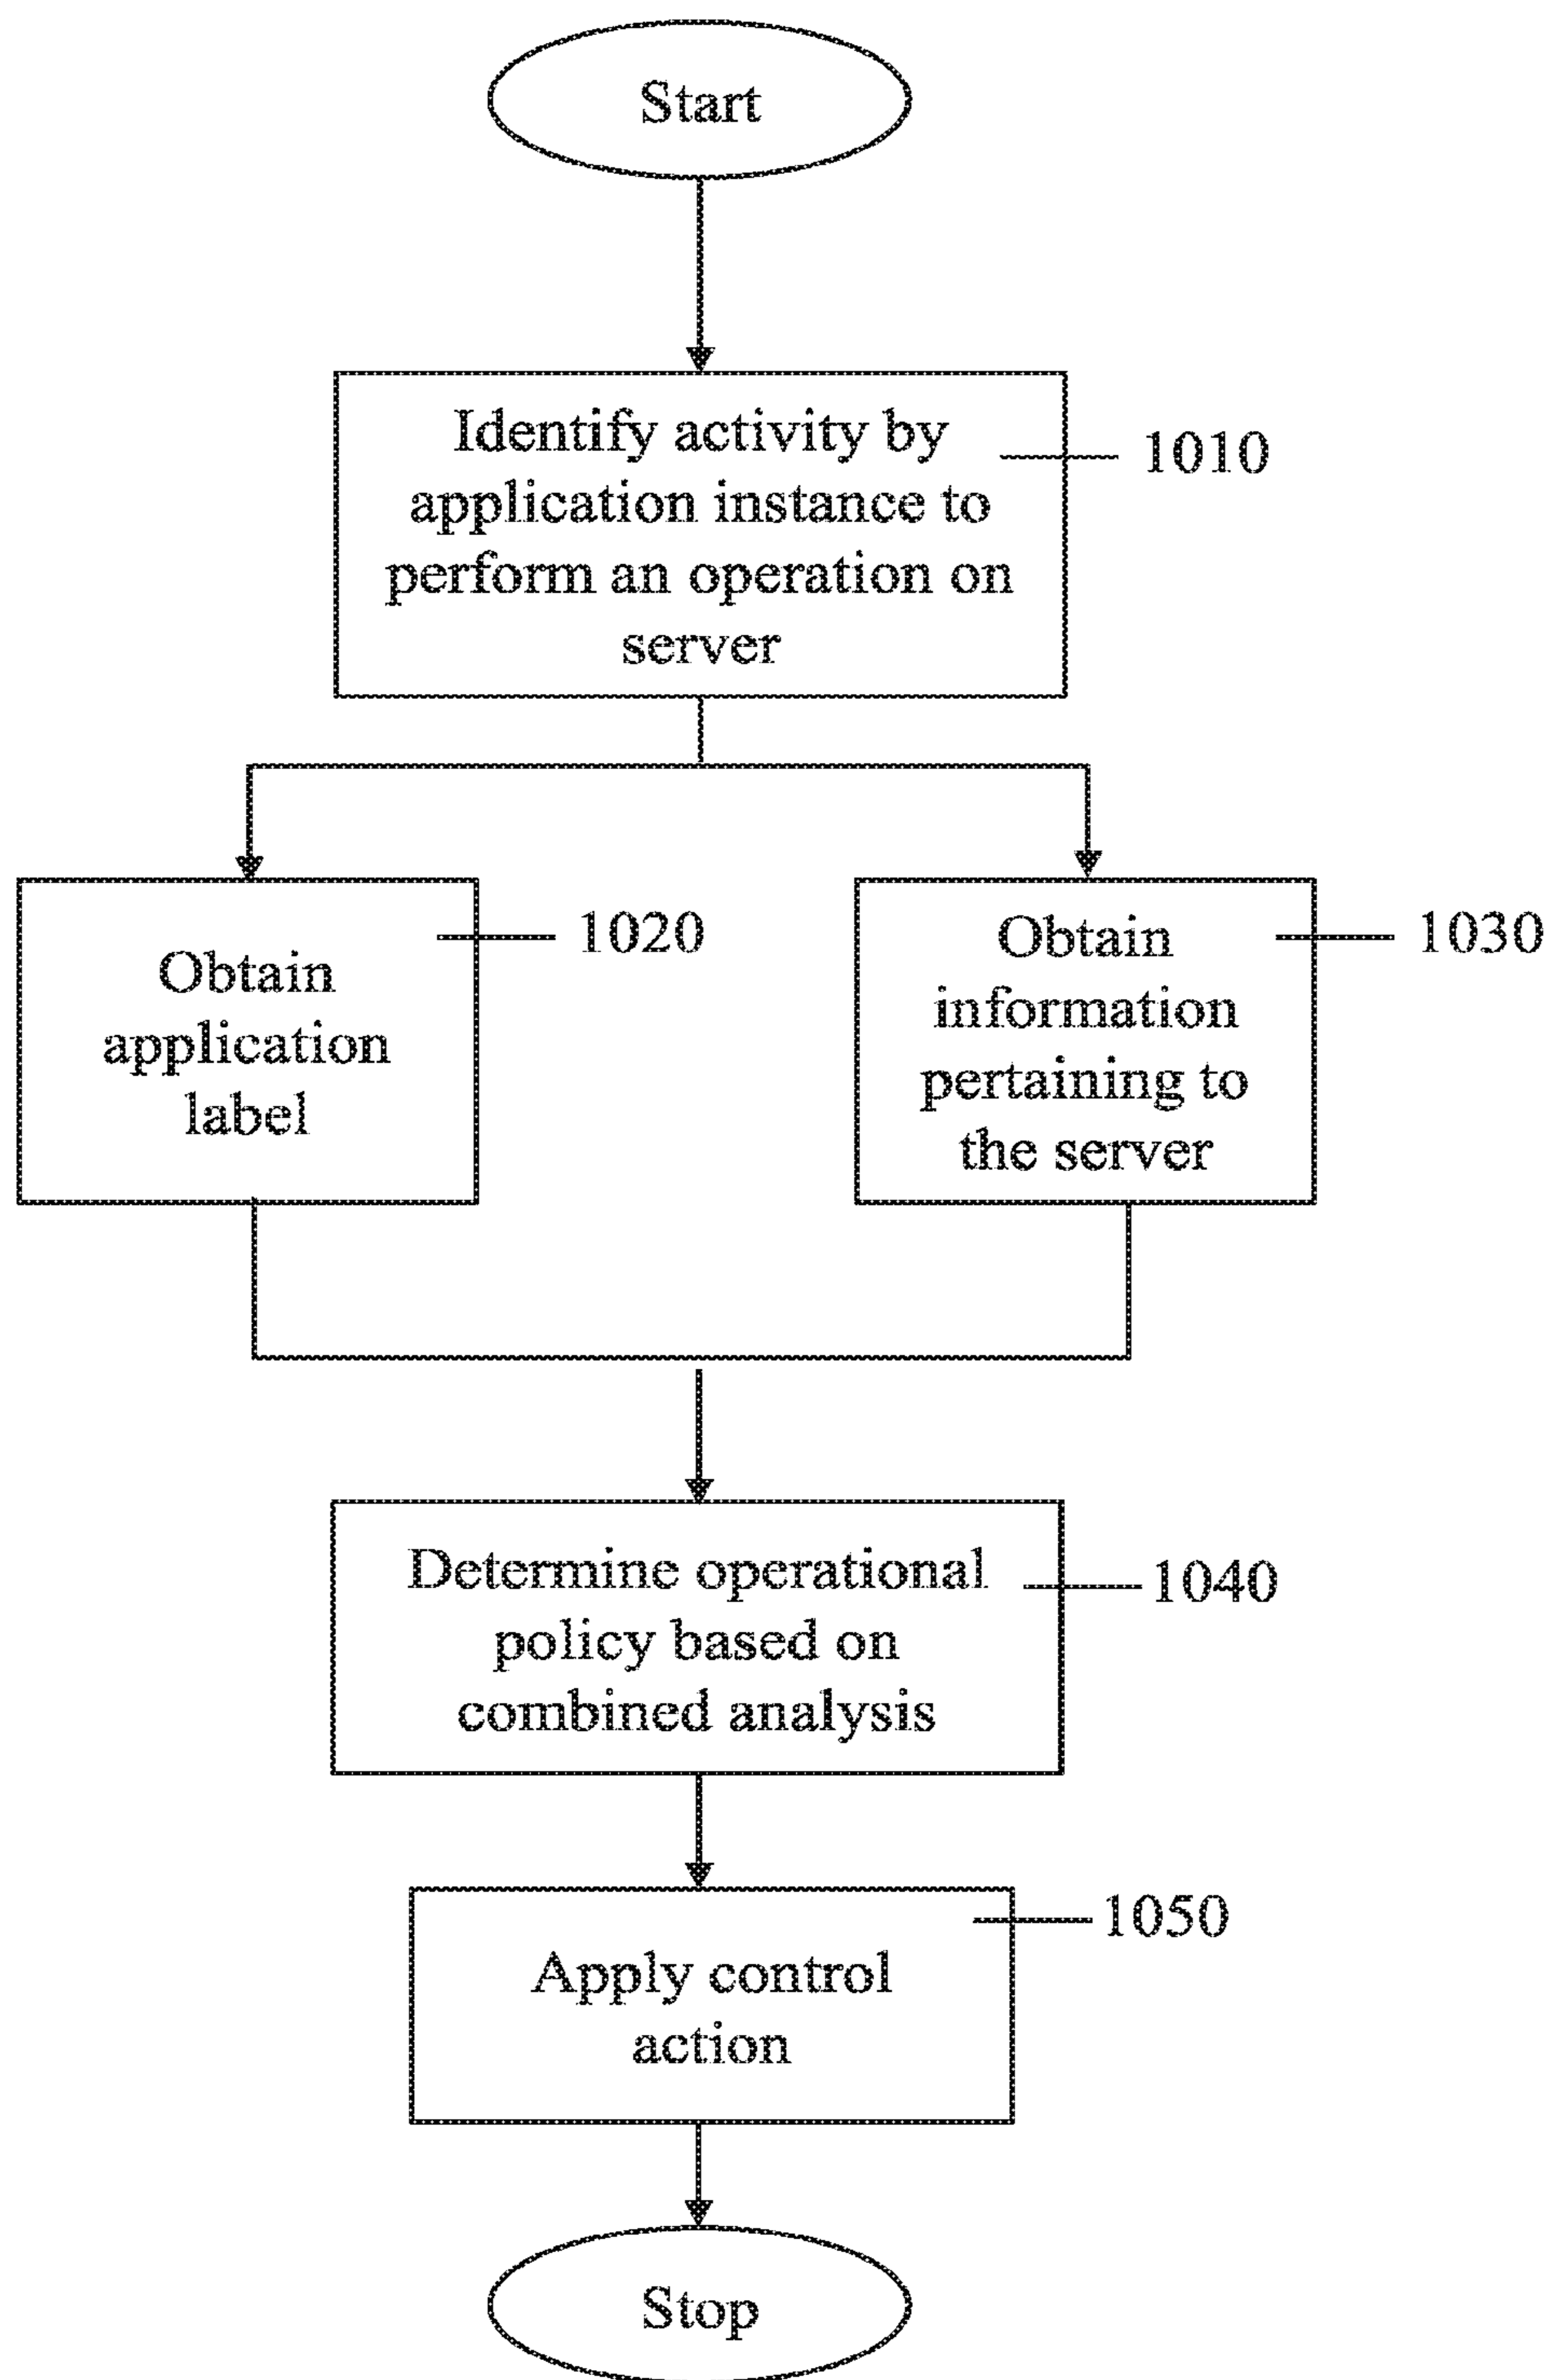 Start
Identify activity by
application instance to
perform an operation on
server
1010
Obtain
application
label
1020
Obtain
information
pertaining to
the server
1030
Determine operational
policy based on
combined analysis
1040
Apply control
action
1050
Stop